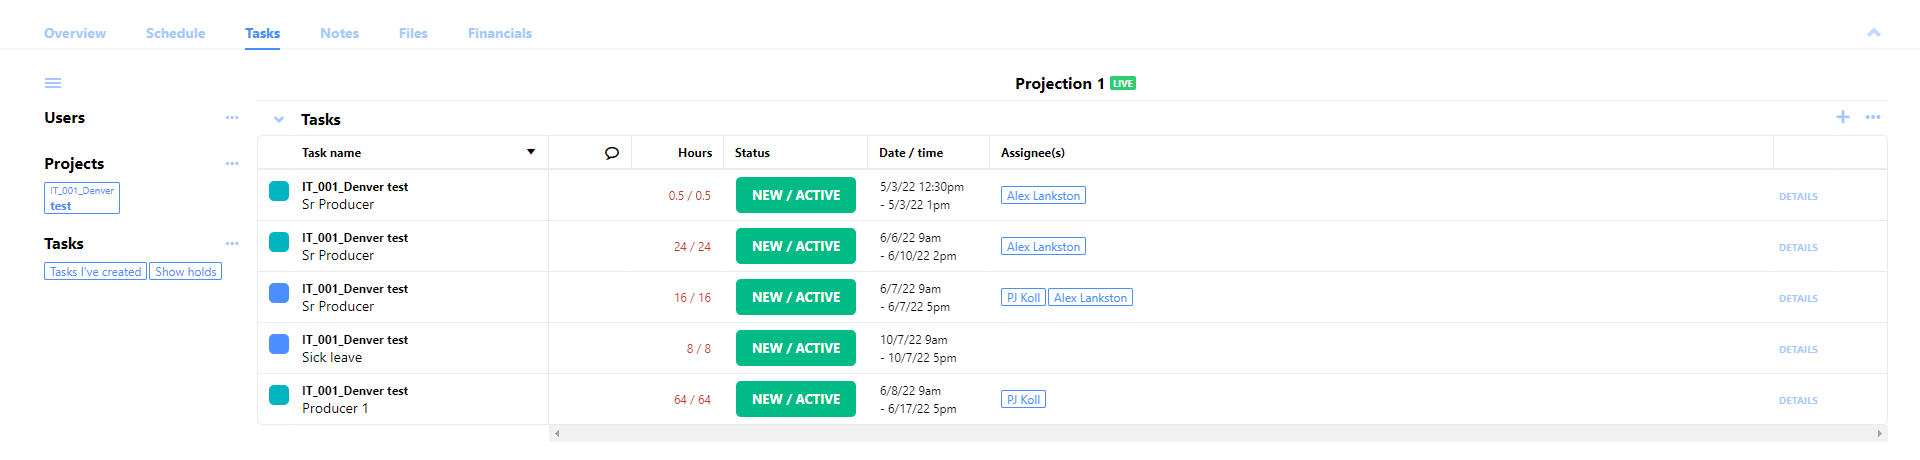 Overview Schedule Tasks Notes Files Financials
Projection 1 LIVE
Users
Projects
IT_001_Denver
test
Tasks
Tasks I've created Show holds
Tasks
Task name Hours Status Date / time Assignee(s)
IT_001_Denver test
Sr Producer
0.5 / 0.5
NEW / ACTIVE
5/3/22 12:30pm
- 5/3/22 1pm
Alex Lankston
DETAILS
IT_001_Denver test
Sr Producer
24 / 24
NEW / ACTIVE
6/6/22 9am
- 6/10/22 2pm
Alex Lankston
DETAILS
IT_001_Denver test
Sr Producer
16 / 16
NEW / ACTIVE
6/7/22 9am
- 6/7/22 5pm
PJ Koll Alex Lankston
DETAILS
IT_001_Denver test
Sick leave
8 / 8
NEW / ACTIVE
10/7/22 9am
- 10/7/22 5pm
DETAILS
IT_001_Denver test
Producer 1
64 / 64
NEW / ACTIVE
6/8/22 9am
- 6/17/22 5pm
PJ Koll
DETAILS